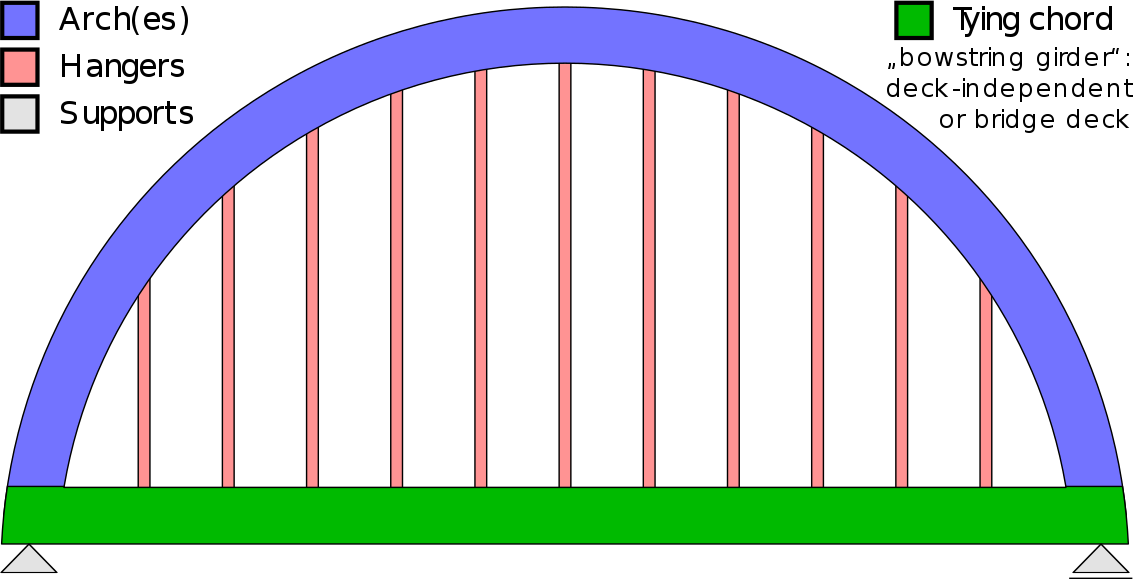 Arch(es)
Hangers
Supports
Tying chord
„bowstring girder“:
deck-independent
or bridge deck